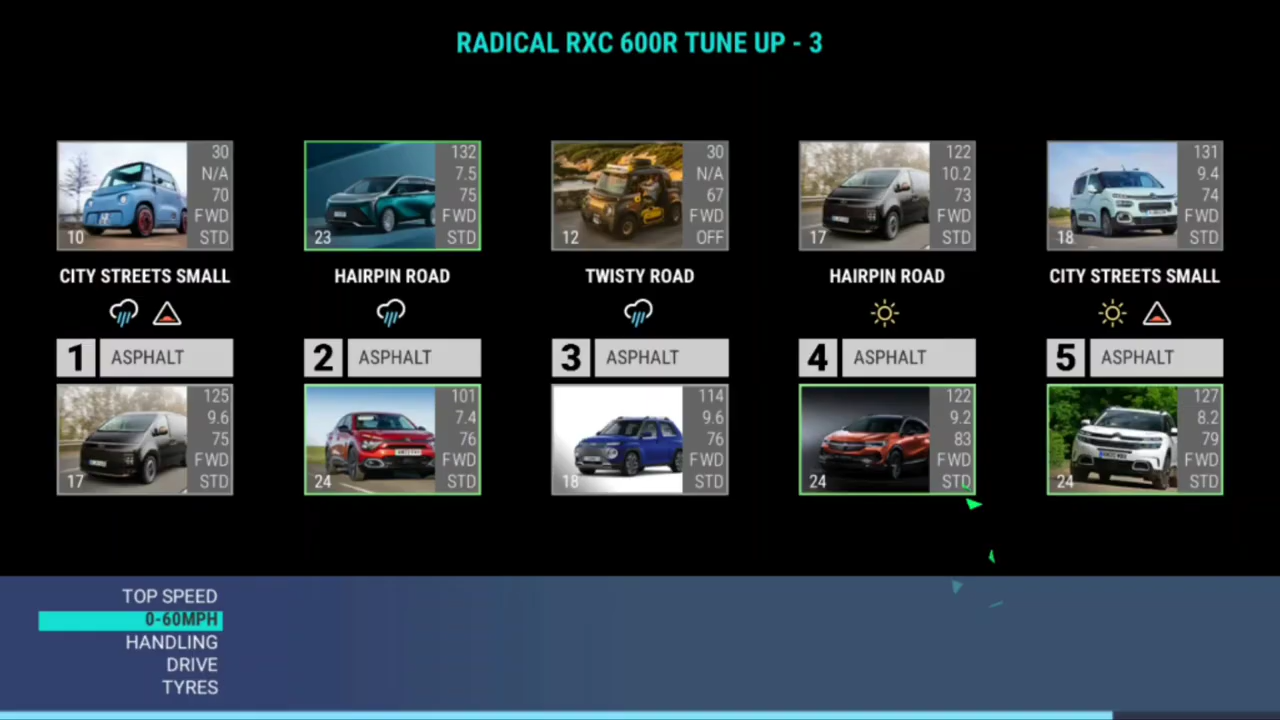 RADICAL RXC 600R TUNE UP - 3
30
N/A
70
FWD
STD
10
132
7.5
75
FWD
STD
23
30
N/A
67
FWD
OFF
12
122
10.2
73
FWD
STD
17
131
9.4
74
FWD
STD
18
CITY STREETS SMALL
HAIRPIN ROAD
TWISTY ROAD
HAIRPIN ROAD
CITY STREETS SMALL
1 ASPHALT
2 ASPHALT
3 ASPHALT
4 ASPHALT
5 ASPHALT
125
9.6
75
FWD
STD
17
101
7.4
76
FWD
STD
24
114
9.6
76
FWD
STD
18
122
9.2
83
FWD
STD
24
127
8.2
79
FWD
STD
24
TOP SPEED
0-60MPH
HANDLING
DRIVE
TYRES